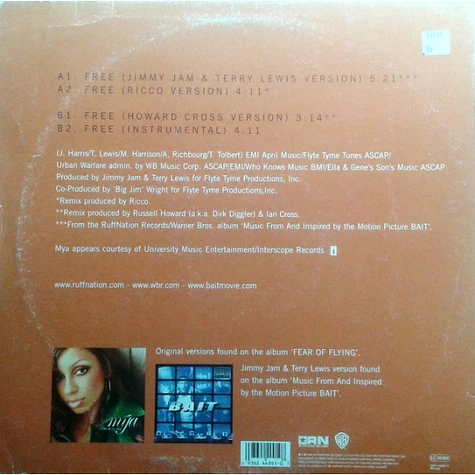 A1. FREE (JIMMY JAM & TERRY LEWIS VERSION) 5.21***
A2. FREE (RICCO VERSION) 4.11*
B1. FREE (HOWARD CROSS VERSION) 3.14**
B2. FREE (INSTRUMENTAL) 4.11
(J. Harris/T. Lewis/M. Harrison/A. Richbourg/T. Tolbert) EMI April Music/Flyte Tyme Tunes ASCAP/
Urban Warfare admin. by WB Music Corp. ASCAP/EMI/Who Knows Music BMI/Ella & Gene's Son's Music ASCAP
Produced by Jimmy Jam & Terry Lewis for Flyte Tyme Productions, Inc.
Co-Produced by 'Big Jim' Wright for Flyte Tyme Productions,Inc.
*Remix produced by Ricco.
**Remix produced by Russell Howard (a.k.a. Dirk Diggler) & Ian Cross.
***From the RuffNation Records/Warner Bros. album 'Music From And Inspired by the Motion Picture BAIT'.
Mya appears courtesy of University Music Entertainment/Interscope Records
www.ruffnation.com - www.wbr.com - www.baitmovie.com
Original versions found on the album 'FEAR OF FLYING'.
Jimmy Jam & Terry Lewis version found
on the album 'Music From And Inspired
by the Motion Picture BAIT'.
mya
BAIT
RN
WB